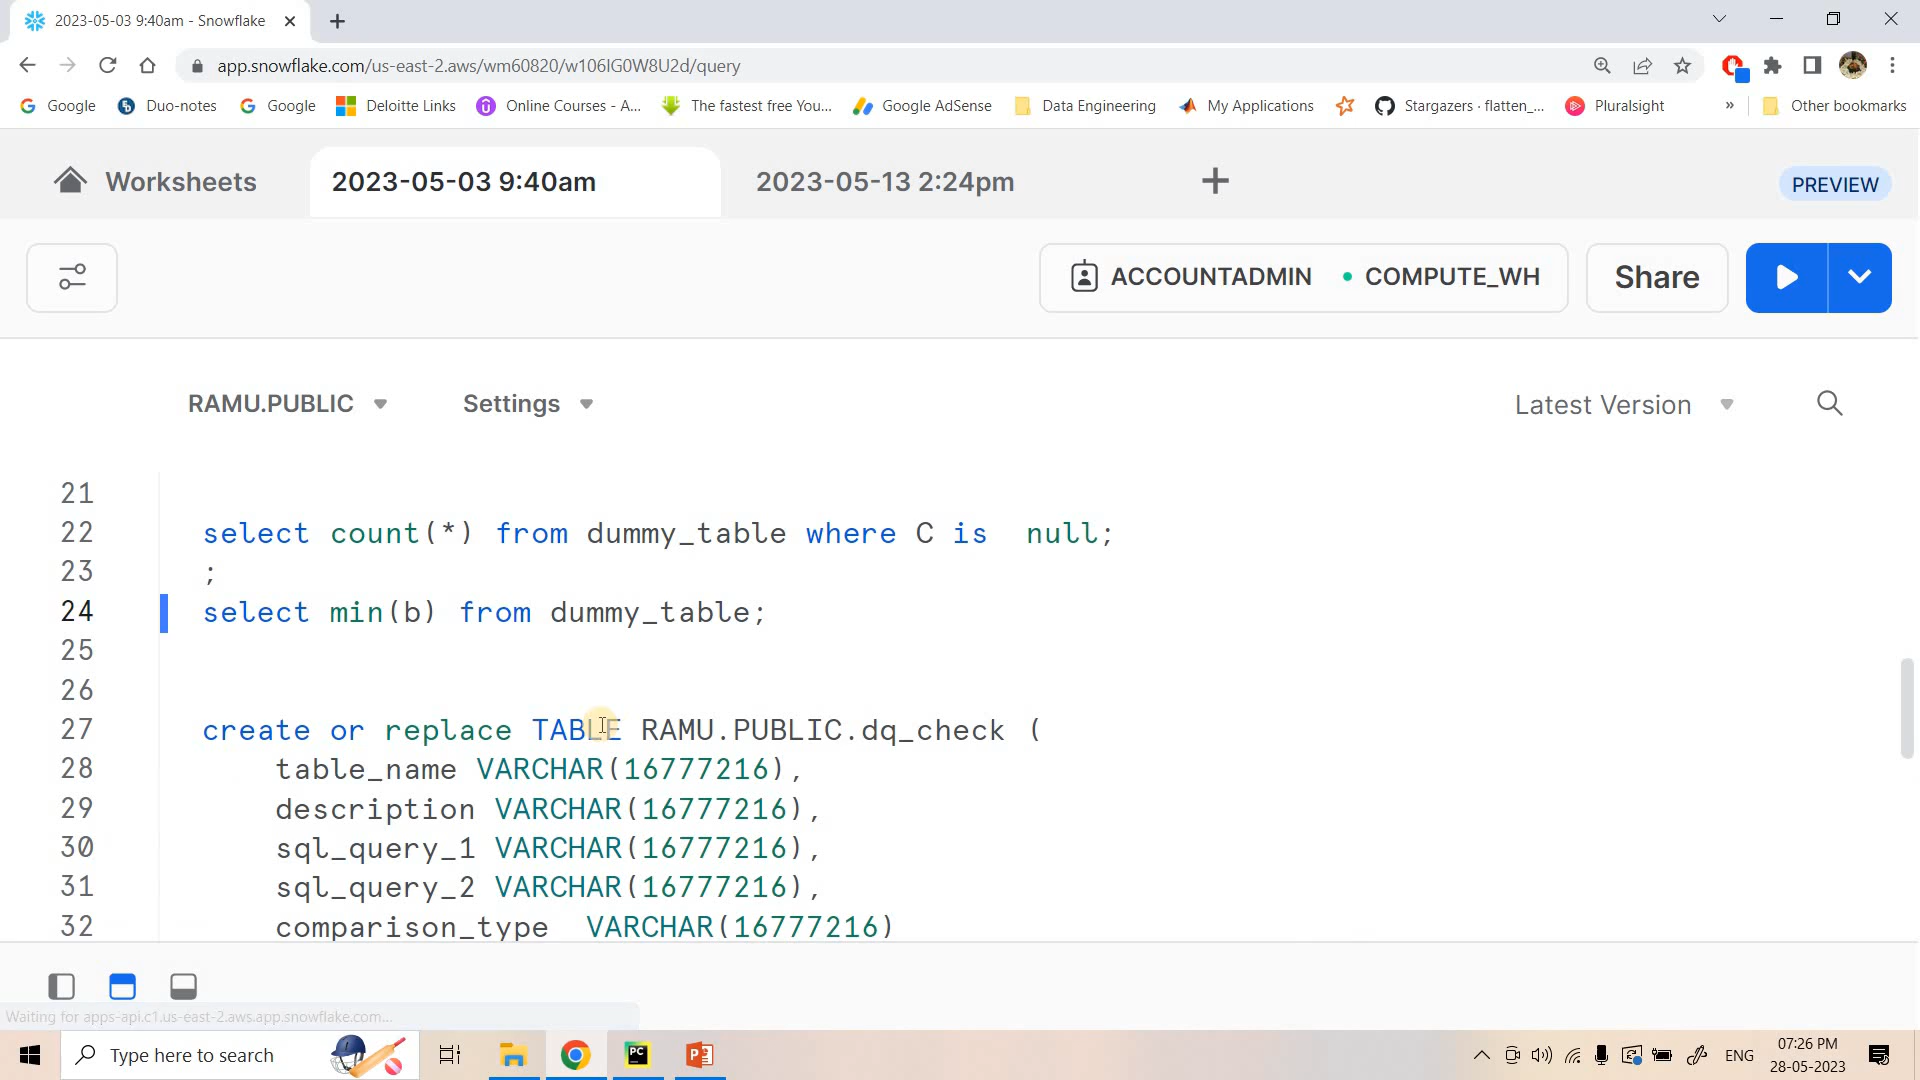 2023-05-03 9:40am - Snowflake
app.snowflake.com/us-east-2.aws/wm60820/w106IG0W8U2d/query
Google Duo-notes Google Deloitte Links Online Courses - A... The fastest free You... Google AdSense Data Engineering My Applications Stargazers · flatten_... Pluralsight » Other bookmarks
Worksheets 2023-05-03 9:40am 2023-05-13 2:24pm PREVIEW
ACCOUNTADMIN COMPUTE_WH Share
RAMU.PUBLIC Settings Latest Version
21
22 select count(*) from dummy_table where C is  null;
23 ;
24 select min(b) from dummy_table;
25
26
27 create or replace TABLE RAMU.PUBLIC.dq_check (
28 table_name VARCHAR(16777216),
29 description VARCHAR(16777216),
30 sql_query_1 VARCHAR(16777216),
31 sql_query_2 VARCHAR(16777216),
32 comparison_type  VARCHAR(16777216)
Waiting for apps-api.c1.us-east-2.aws.app.snowflake.com...
Type here to search
PC
P
ENG
07:26 PM
28-05-2023